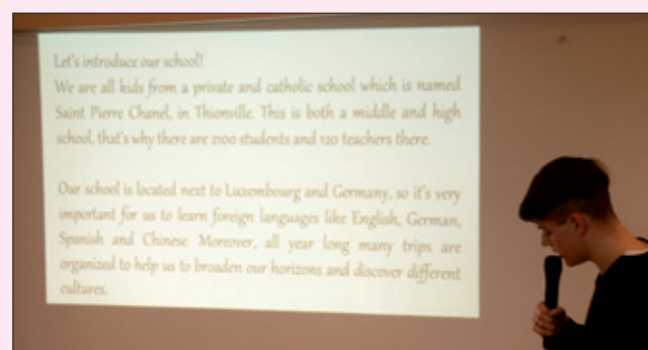 Let's introduce our school!
We are all kids from a private and catholic school which is named
Saint Pierre Chanel, in Thionville. This is both a middle and high
school, that's why there are 2100 students and 120 teachers there.
Our school is located next to Luxembourg and Germany, so it's very
important for us to learn foreign languages like English, German,
Spanish and Chinese. Moreover, all year long many trips are
organized to help us to broaden our horizons and discover different
cultures.